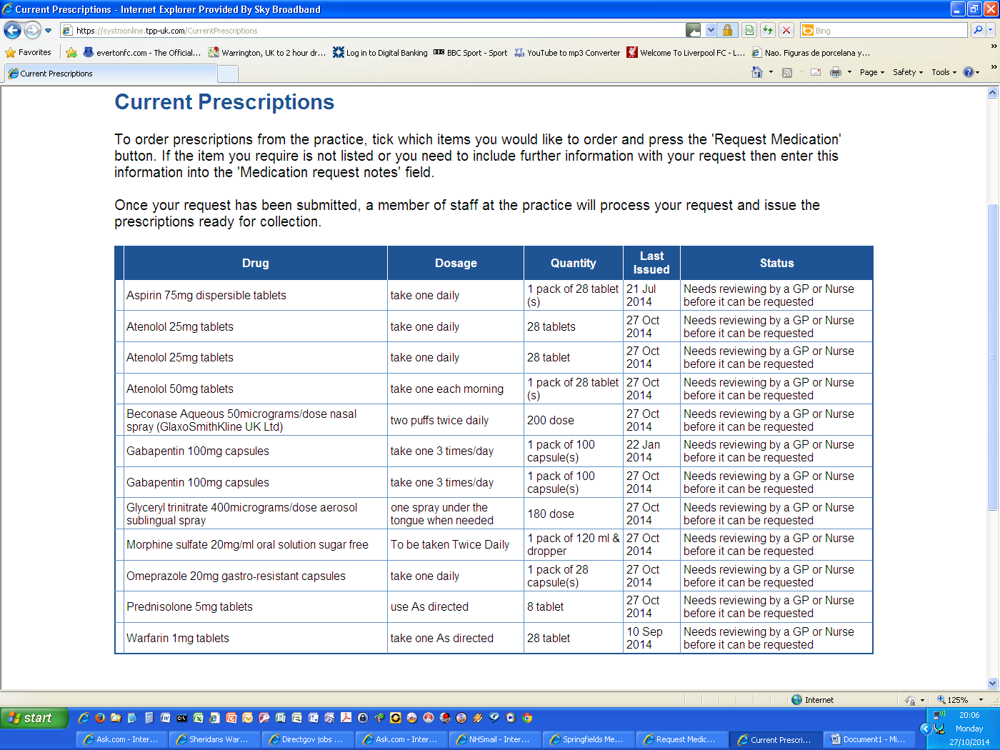 Current Prescriptions - Internet Explorer Provided By Sky Broadband
https://systmonline.tpp-uk.com/CurrentPrescriptions
Bing
Favorites
evertonfc.com - The Official...
Warrington, UK to 2 hour dr...
Log in to Digital Banking
BBC Sport - Sport
YouTube to mp3 Converter
Welcome To Liverpool FC - L...
Nao. Figuras de porcelana y...
Current Prescriptions
Page
Safety
Tools
Current Prescriptions
To order prescriptions from the practice, tick which items you would like to order and press the 'Request Medication'
button. If the item you require is not listed or you need to include further information with your request then enter this
information into the 'Medication request notes' field.
Once your request has been submitted, a member of staff at the practice will process your request and issue the
prescriptions ready for collection.
Drug
Dosage
Quantity
Last
Issued
Status
Aspirin 75mg dispersible tablets
take one daily
1 pack of 28 tablet
(s)
21 Jul
2014
Needs reviewing by a GP or Nurse
before it can be requested
Atenolol 25mg tablets
take one daily
28 tablets
27 Oct
2014
Needs reviewing by a GP or Nurse
before it can be requested
Atenolol 25mg tablets
take one daily
28 tablet
27 Oct
2014
Needs reviewing by a GP or Nurse
before it can be requested
Atenolol 50mg tablets
take one each morning
1 pack of 28 tablet
(s)
27 Oct
2014
Needs reviewing by a GP or Nurse
before it can be requested
Beconase Aqueous 50micrograms/dose nasal
spray (GlaxoSmithKline UK Ltd)
two puffs twice daily
200 dose
27 Oct
2014
Needs reviewing by a GP or Nurse
before it can be requested
Gabapentin 100mg capsules
take one 3 times/day
1 pack of 100
capsule(s)
22 Jan
2014
Needs reviewing by a GP or Nurse
before it can be requested
Gabapentin 100mg capsules
take one 3 times/day
1 pack of 100
capsule(s)
27 Oct
2014
Needs reviewing by a GP or Nurse
before it can be requested
Glyceryl trinitrate 400micrograms/dose aerosol
sublingual spray
one spray under the
tongue when needed
180 dose
27 Oct
2014
Needs reviewing by a GP or Nurse
before it can be requested
Morphine sulfate 20mg/ml oral solution sugar free
To be taken Twice Daily
1 pack of 120 ml &
dropper
27 Oct
2014
Needs reviewing by a GP or Nurse
before it can be requested
Omeprazole 20mg gastro-resistant capsules
take one daily
1 pack of 28
capsule(s)
27 Oct
2014
Needs reviewing by a GP or Nurse
before it can be requested
Prednisolone 5mg tablets
use As directed
8 tablet
27 Oct
2014
Needs reviewing by a GP or Nurse
before it can be requested
Warfarin 1mg tablets
take one As directed
28 tablet
10 Sep
2014
Needs reviewing by a GP or Nurse
before it can be requested
Internet
125%
start
20:06
Monday
27/10/2014
Ask.com - Inter...
Sheridans War...
Directgov jobs ...
Ask.com - Inter...
NHSmail - Inter...
Springfields Me...
Request Medic...
Current Prescri...
Document1 - Mi...